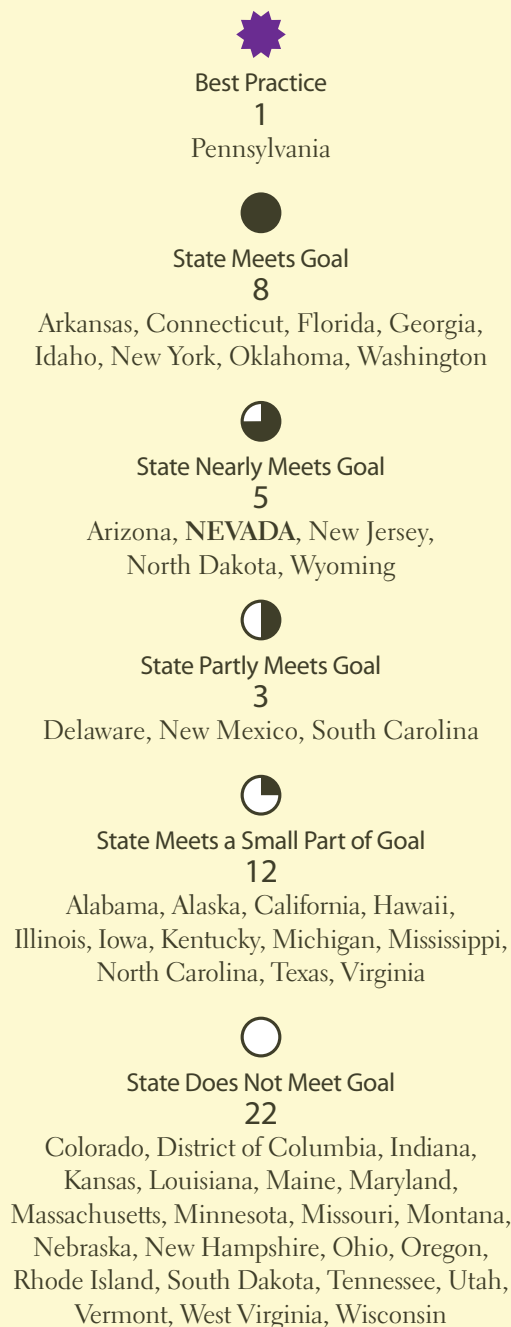 Best Practice
1
Pennsylvania
State Meets Goal
8
Arkansas, Connecticut, Florida, Georgia,
Idaho, New York, Oklahoma, Washington
State Nearly Meets Goal
5
Arizona, NEVADA, New Jersey,
North Dakota, Wyoming
State Partly Meets Goal
3
Delaware, New Mexico, South Carolina
State Meets a Small Part of Goal
12
Alabama, Alaska, California, Hawaii,
Illinois, Iowa, Kentucky, Michigan, Mississippi,
North Carolina, Texas, Virginia
State Does Not Meet Goal
22
Colorado, District of Columbia, Indiana,
Kansas, Louisiana, Maine, Maryland,
Massachusetts, Minnesota, Missouri, Montana,
Nebraska, New Hampshire, Ohio, Oregon,
Rhode Island, South Dakota, Tennessee, Utah,
Vermont, West Virginia, Wisconsin